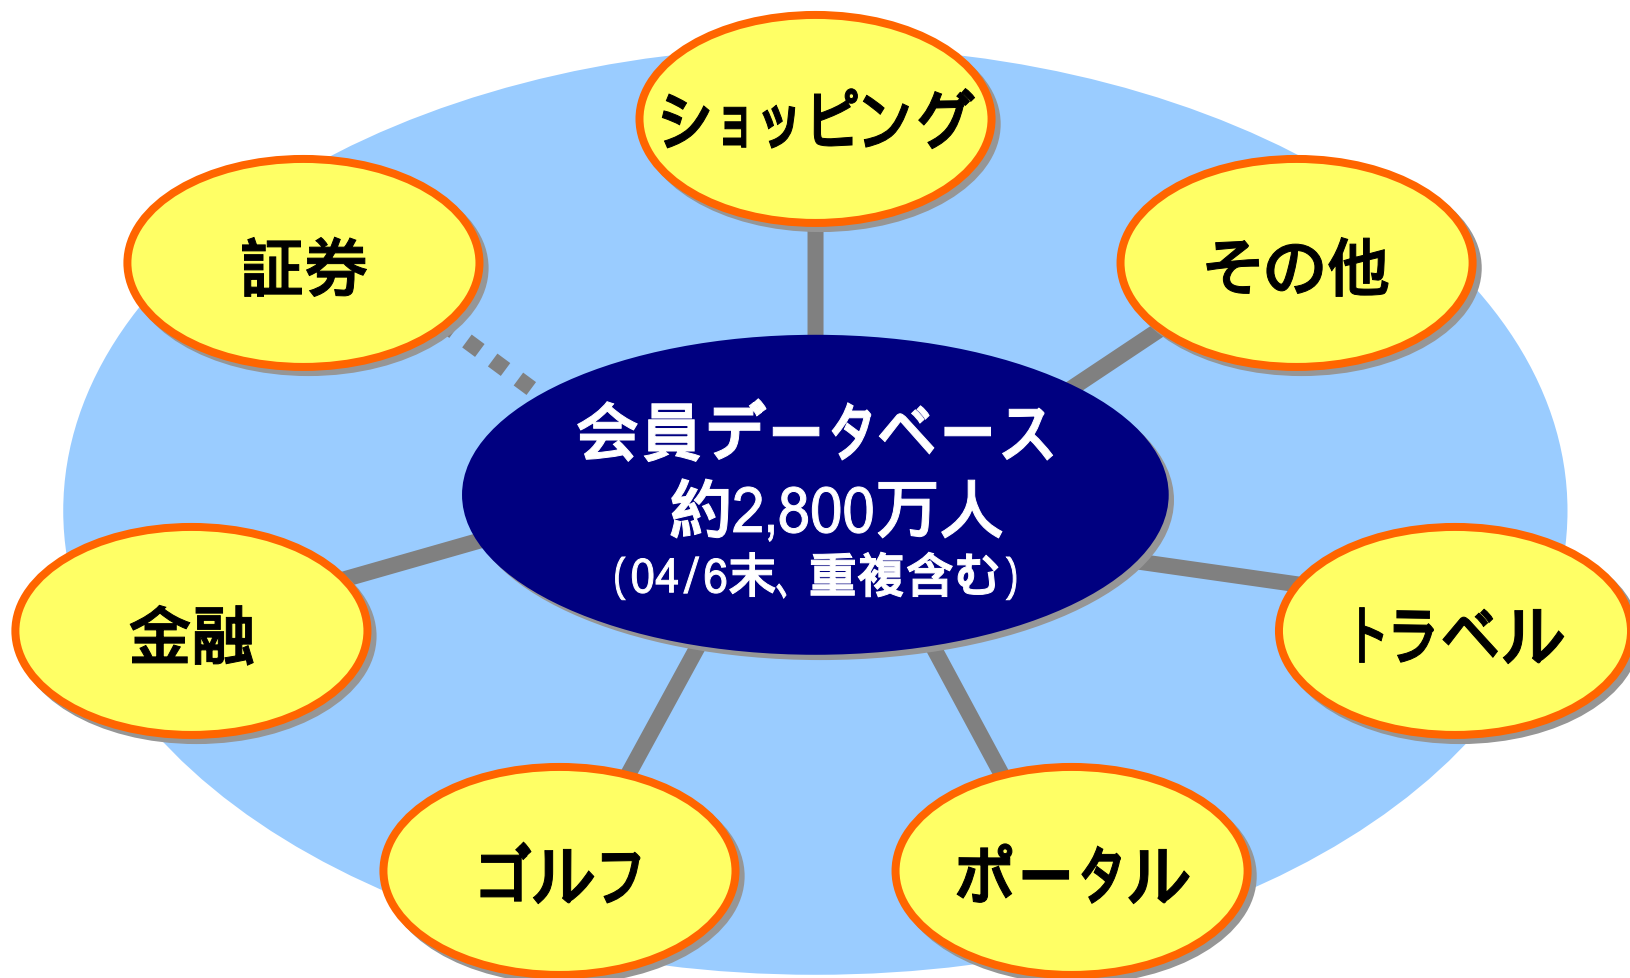 ショッピング
証券
その他
会員データベース
約2,800万人
(04/6末、重複含む)
金融
トラベル
ゴルフ
ポータル